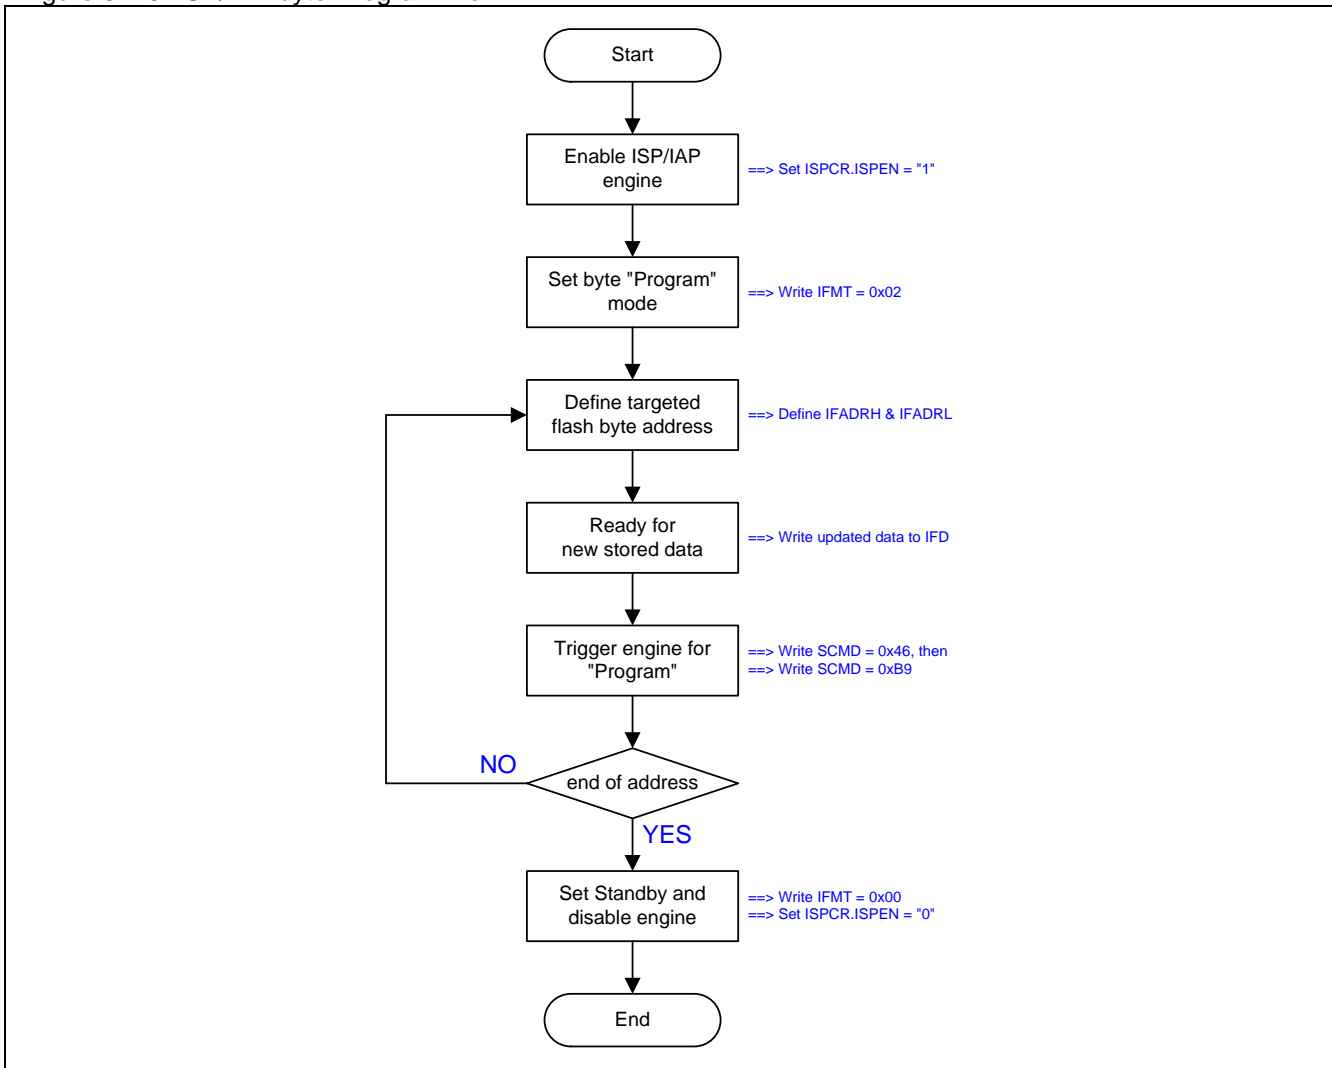 Start
Enable ISP/IAP
engine
==> Set ISPCR.ISPEN = "1"
Set byte "Program"
mode
==> Write IFMT = 0x02
Define targeted
flash byte address
==> Define IFADRH & IFADRL
Ready for
new stored data
==> Write updated data to IFD
Trigger engine for
"Program"
==> Write SCMD = 0x46, then
==> Write SCMD = 0xB9
NO
end of address
YES
Set Standby and
disable engine
==> Write IFMT = 0x00
==> Set ISPCR.ISPEN = "0"
End